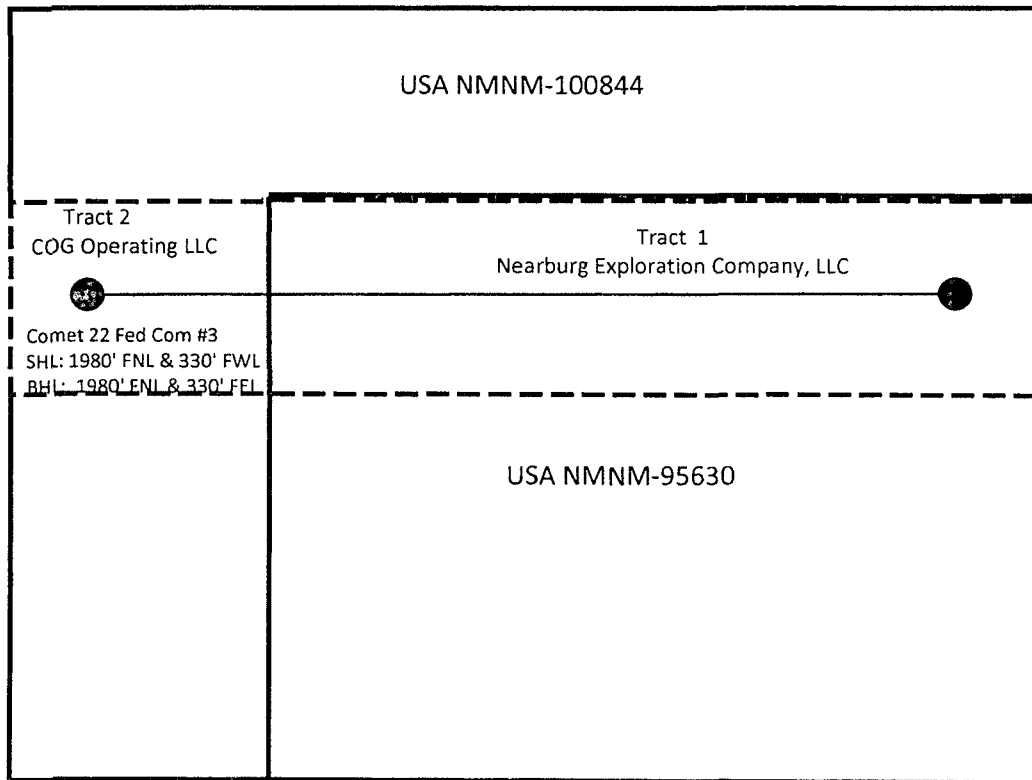 USA NMNM-100844
Tract 2
COG Operating LLC
Tract 1
Nearburg Exploration Company, LLC
Comet 22 Fed Com #3
SHL: 1980' FNL & 330' FWL
BHL: 1980' FNL & 330' FEL
USA NMNM-95630